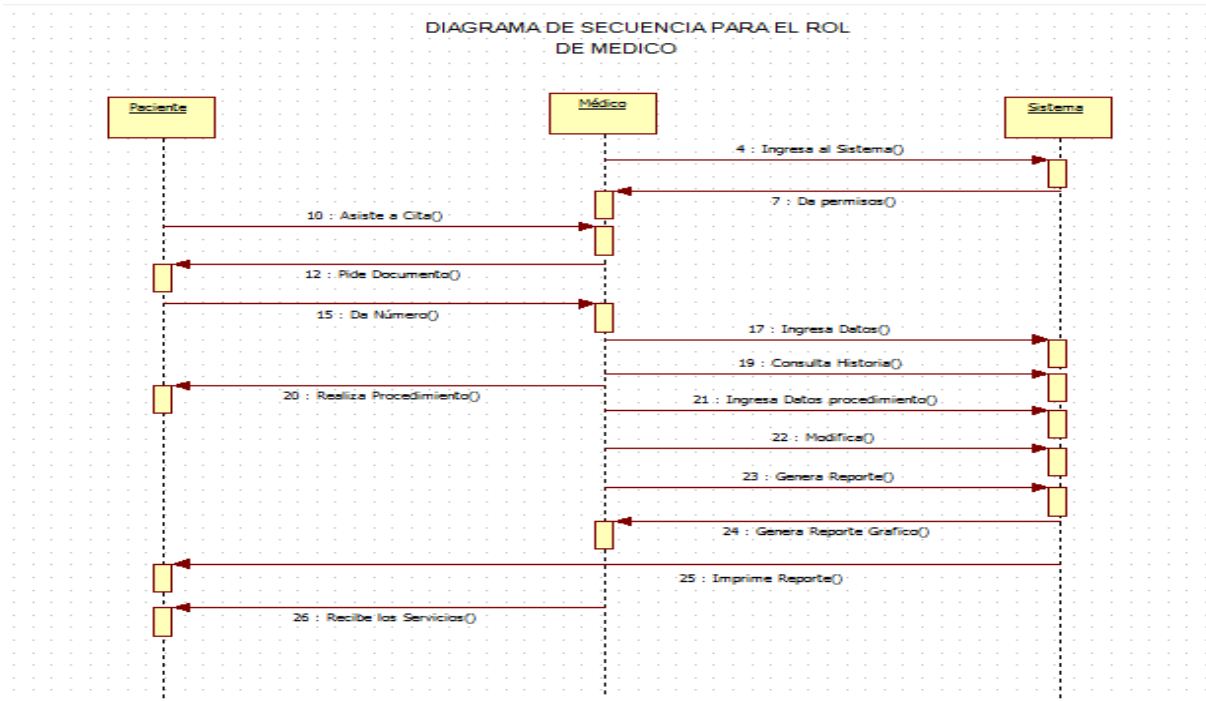 DIAGRAMA DE SECUENCIA PARA EL ROL
DE MEDICO
Paciente
Médico
Sistema
4 : Ingresa al Sistema()
7 : Da permisos()
10 : Asiste a Cita()
12 : Pide Documento()
15 : Da Número()
17 : Ingresa Datos()
19 : Consulta Historia()
20 : Realiza Procedimiento()
21 : Ingresa Datos procedimiento()
22 : Modifica()
23 : Genera Reporte()
24 : Genera Reporte Grafico()
25 : Imprime Reporte()
26 : Recibe los Servicios()